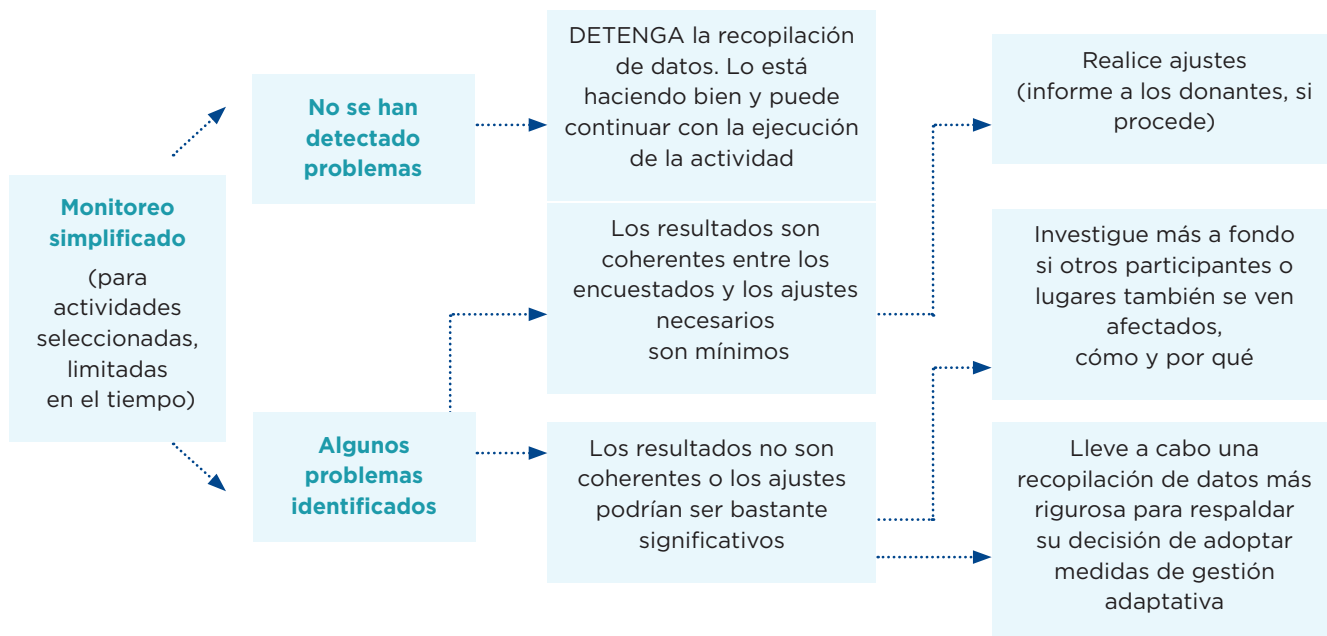 Monitoreo
simplificado
(para
actividades
seleccionadas,
limitadas
en el tiempo)
No se han
detectado
problemas
Algunos
problemas
identificados
DETENGA la recopilación
de datos. Lo está
haciendo bien y puede
continuar con la ejecución
de la actividad
Los resultados son
coherentes entre los
encuestados y los ajustes
necesarios
son mínimos
Los resultados no son
coherentes o los ajustes
podrían ser bastante
significativos
Realice ajustes
(informe a los donantes, si
procede)
Investigue más a fondo
si otros participantes o
lugares también se ven
afectados,
cómo y por qué
Lleve a cabo una
recopilación de datos más
rigurosa para respaldar
su decisión de adoptar
medidas de gestión
adaptativa